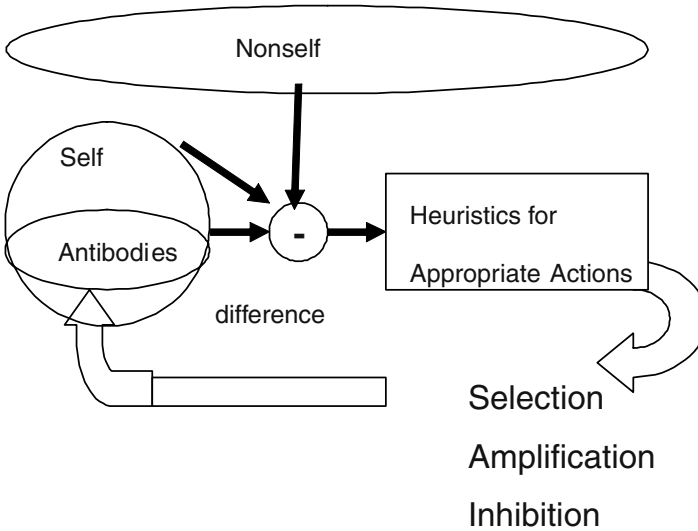 Nonself
Self
Antibodies
-
Heuristics for
Appropriate Actions
difference
Selection
Amplification
Inhibition